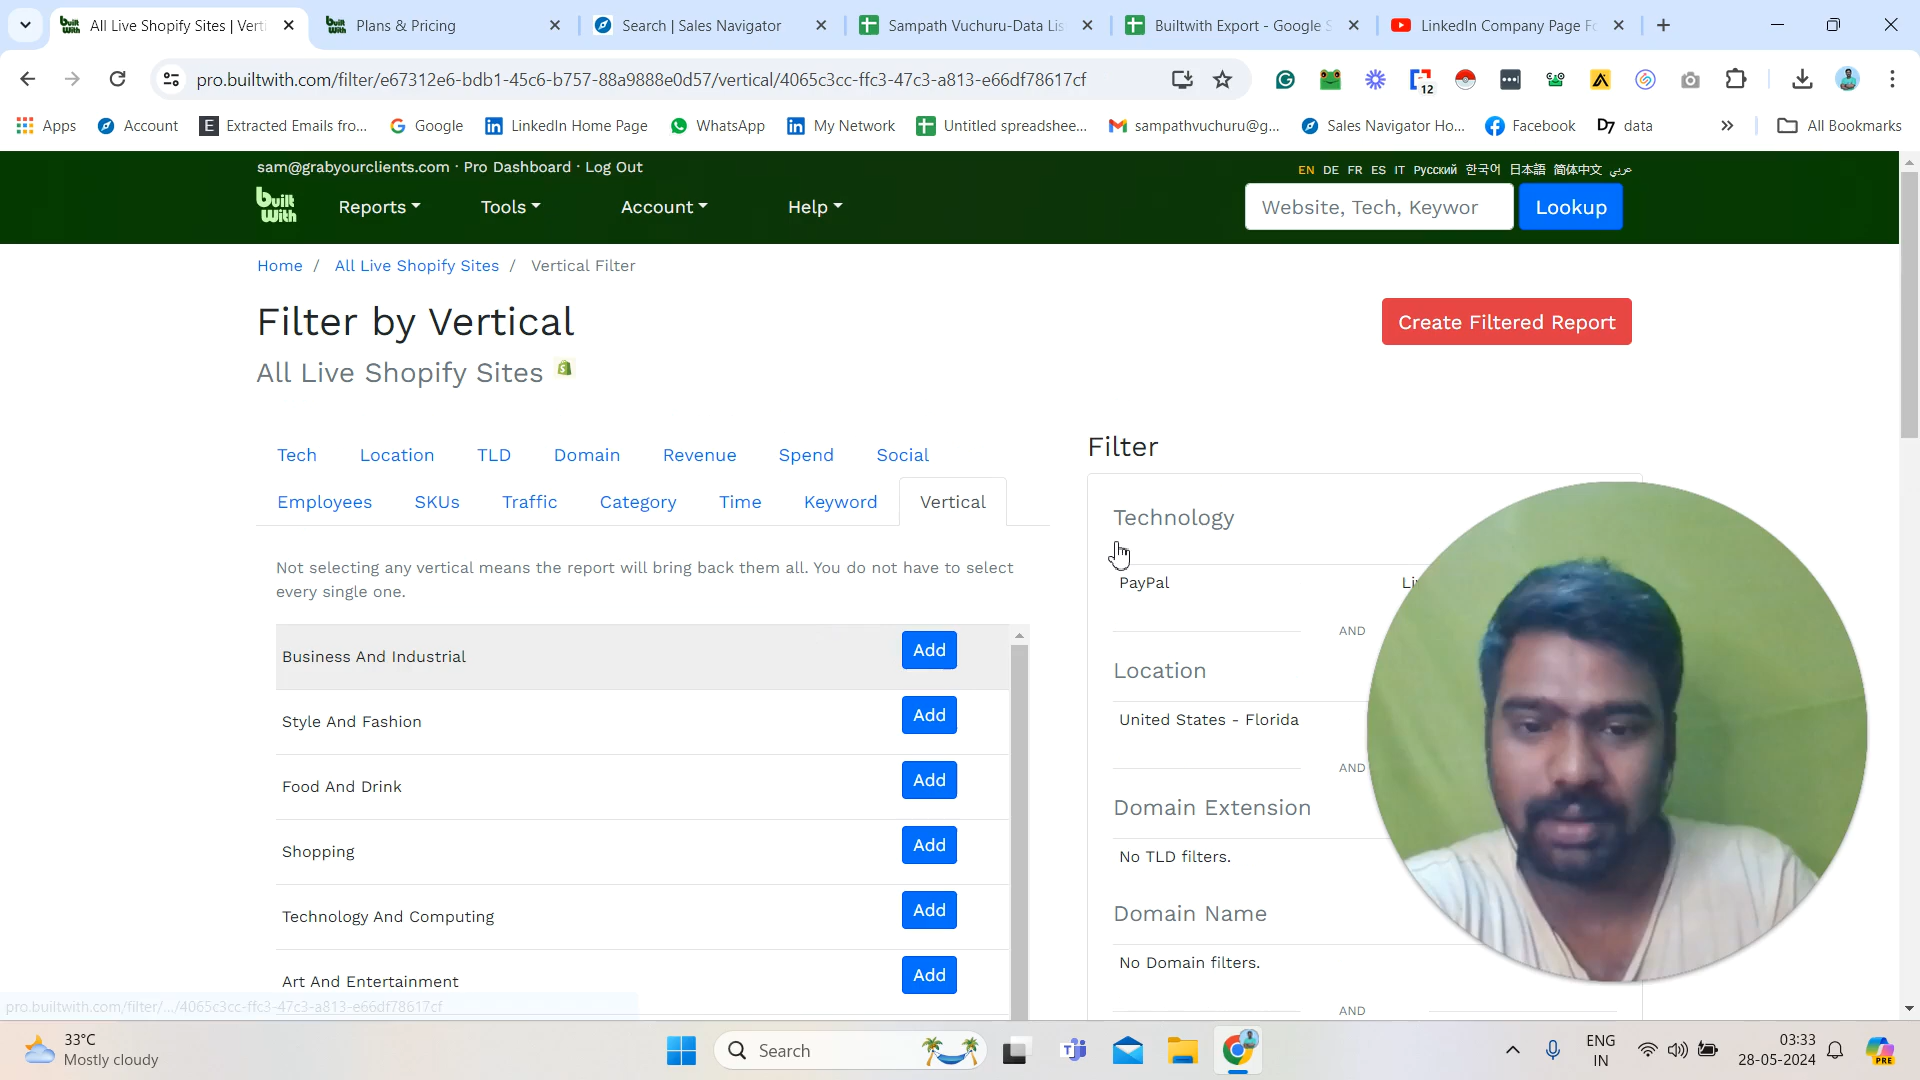 All Live Shopify Sites | Verti
Plans & Pricing
Search | Sales Navigator
Sampath Vuchuru-Data Lis
Builtwith Export - Google S
LinkedIn Company Page Fo
pro.builtwith.com/filter/e67312e6-bdb1-45c6-b757-88a9888e0d57/vertical/4065c3cc-ffc3-47c3-a813-e66df78617cf
12
Apps
Account
E Extracted Emails fro...
Google
LinkedIn Home Page
WhatsApp
My Network
Untitled spreadshee...
sampathvuchuru@g...
Sales Navigator Ho...
Facebook
D7 data
All Bookmarks
sam@grabyourclients.com · Pro Dashboard · Log Out
EN DE FR ES IT Русский 한국어 日本語 简体中文 عربي
Built With
Reports
Tools
Account
Help
Website, Tech, Keywor
Lookup
Home / All Live Shopify Sites / Vertical Filter
Filter by Vertical
Create Filtered Report
All Live Shopify Sites
Filter
Tech Location TLD Domain Revenue Spend Social
Employees SKUs Traffic Category Time Keyword Vertical
Not selecting any vertical means the report will bring back them all. You do not have to select
every single one.
Business And Industrial Add
Style And Fashion Add
Food And Drink Add
Shopping Add
Technology And Computing Add
Art And Entertainment Add
Technology
PayPal
AND
Location
United States - Florida
AND
Domain Extension
No TLD filters.
Domain Name
No Domain filters.
AND
pro.builtwith.com/filter/.../4065c3cc-ffc3-47c3-a813-e66df78617cf
33°C
Mostly cloudy
Search
ENG
IN
03:33
28-05-2024
PRE